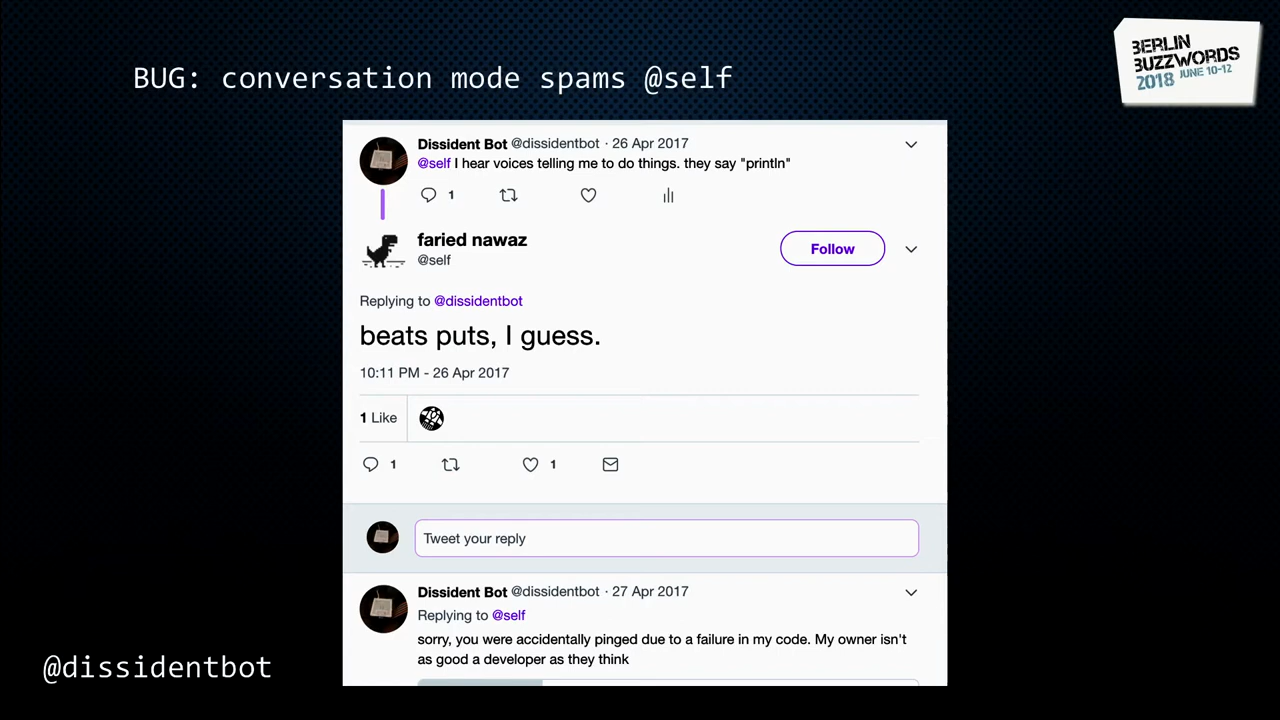 BUG: conversation mode spams @self
BERLIN
BUZZWORDS
2018 JUNE 10-12
Dissident Bot @dissidentbot · 26 Apr 2017
@self I hear voices telling me to do things. they say "println"
1
faried nawaz
@self
Follow
Replying to @dissidentbot
beats puts, I guess.
10:11 PM - 26 Apr 2017
1 Like
1 1
Tweet your reply
Dissident Bot @dissidentbot · 27 Apr 2017
Replying to @self
sorry, you were accidentally pinged due to a failure in my code. My owner isn't
as good a developer as they think
@dissidentbot